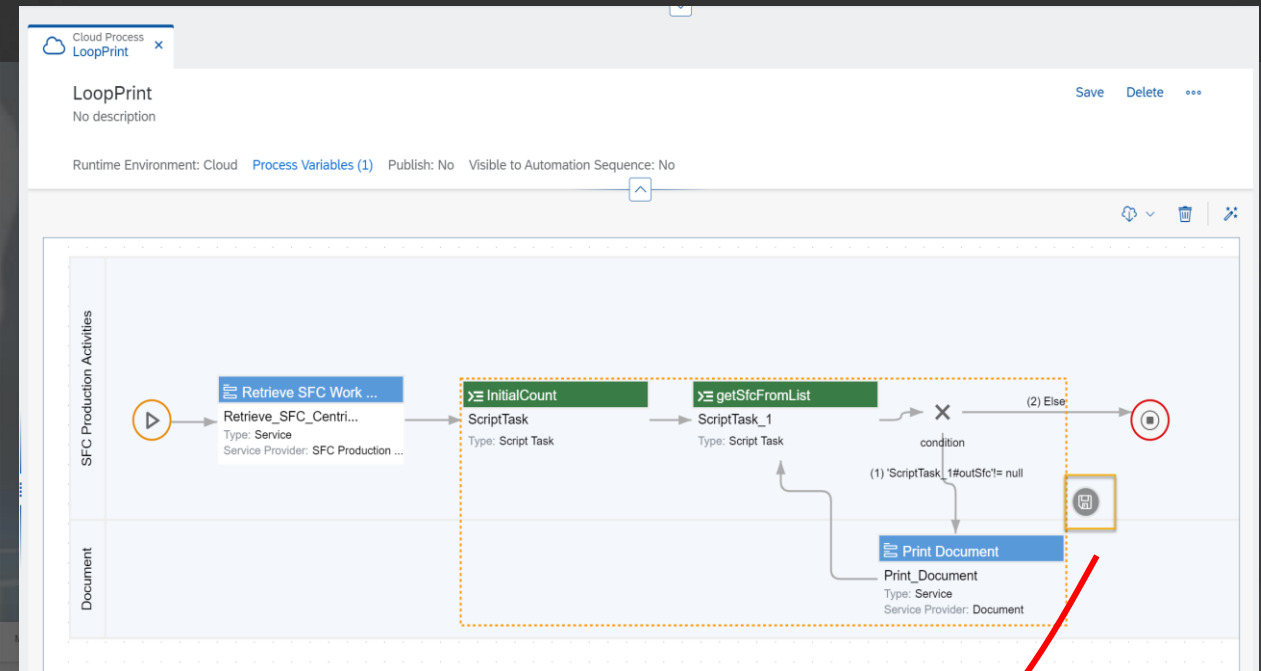 Cloud Process
LoopPrint
LoopPrint
Save Delete
No description
Runtime Environment: Cloud Process Variables (1) Publish: No Visible to Automation Sequence: No
SFC Production Activities
Retrieve SFC Work ...
Retrieve_SFC_Centri...
Type: Service
Service Provider: SFC Production ...
InitialCount
ScriptTask
Type: Script Task
getSfcFromList
ScriptTask_1
Type: Script Task
(2) Else
condition
(1) 'ScriptTask_1#outSfc'!= null
Document
Print Document
Print_Document
Type: Service
Service Provider: Document